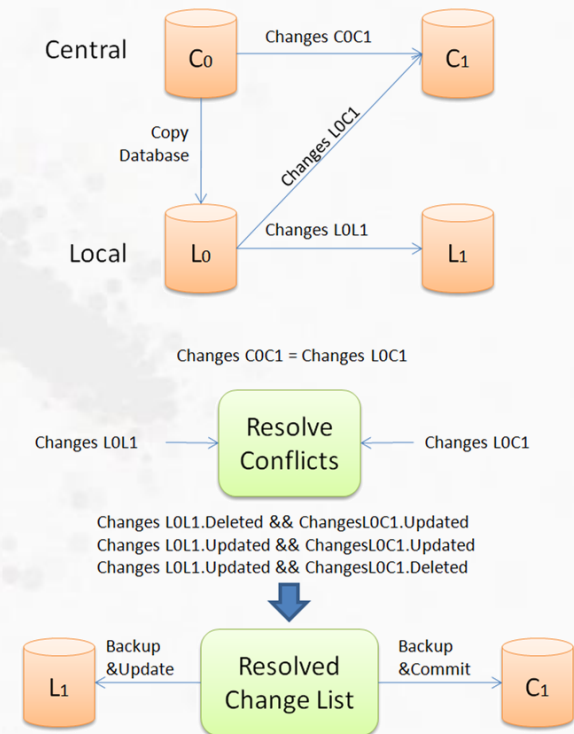 Central
C0
Changes C0C1
C1
Copy
Database
Changes L0C1
Local
L0
Changes L0L1
L1
Changes C0C1 = Changes L0C1
Changes L0L1
Resolve
Conflicts
Changes L0C1
Changes L0L1.Deleted && ChangesL0C1.Updated
Changes L0L1.Updated && ChangesL0C1.Updated
Changes L0L1.Updated && ChangesL0C1.Deleted
L1
Backup
&Update
Resolved
Change List
Backup
&Commit
C1